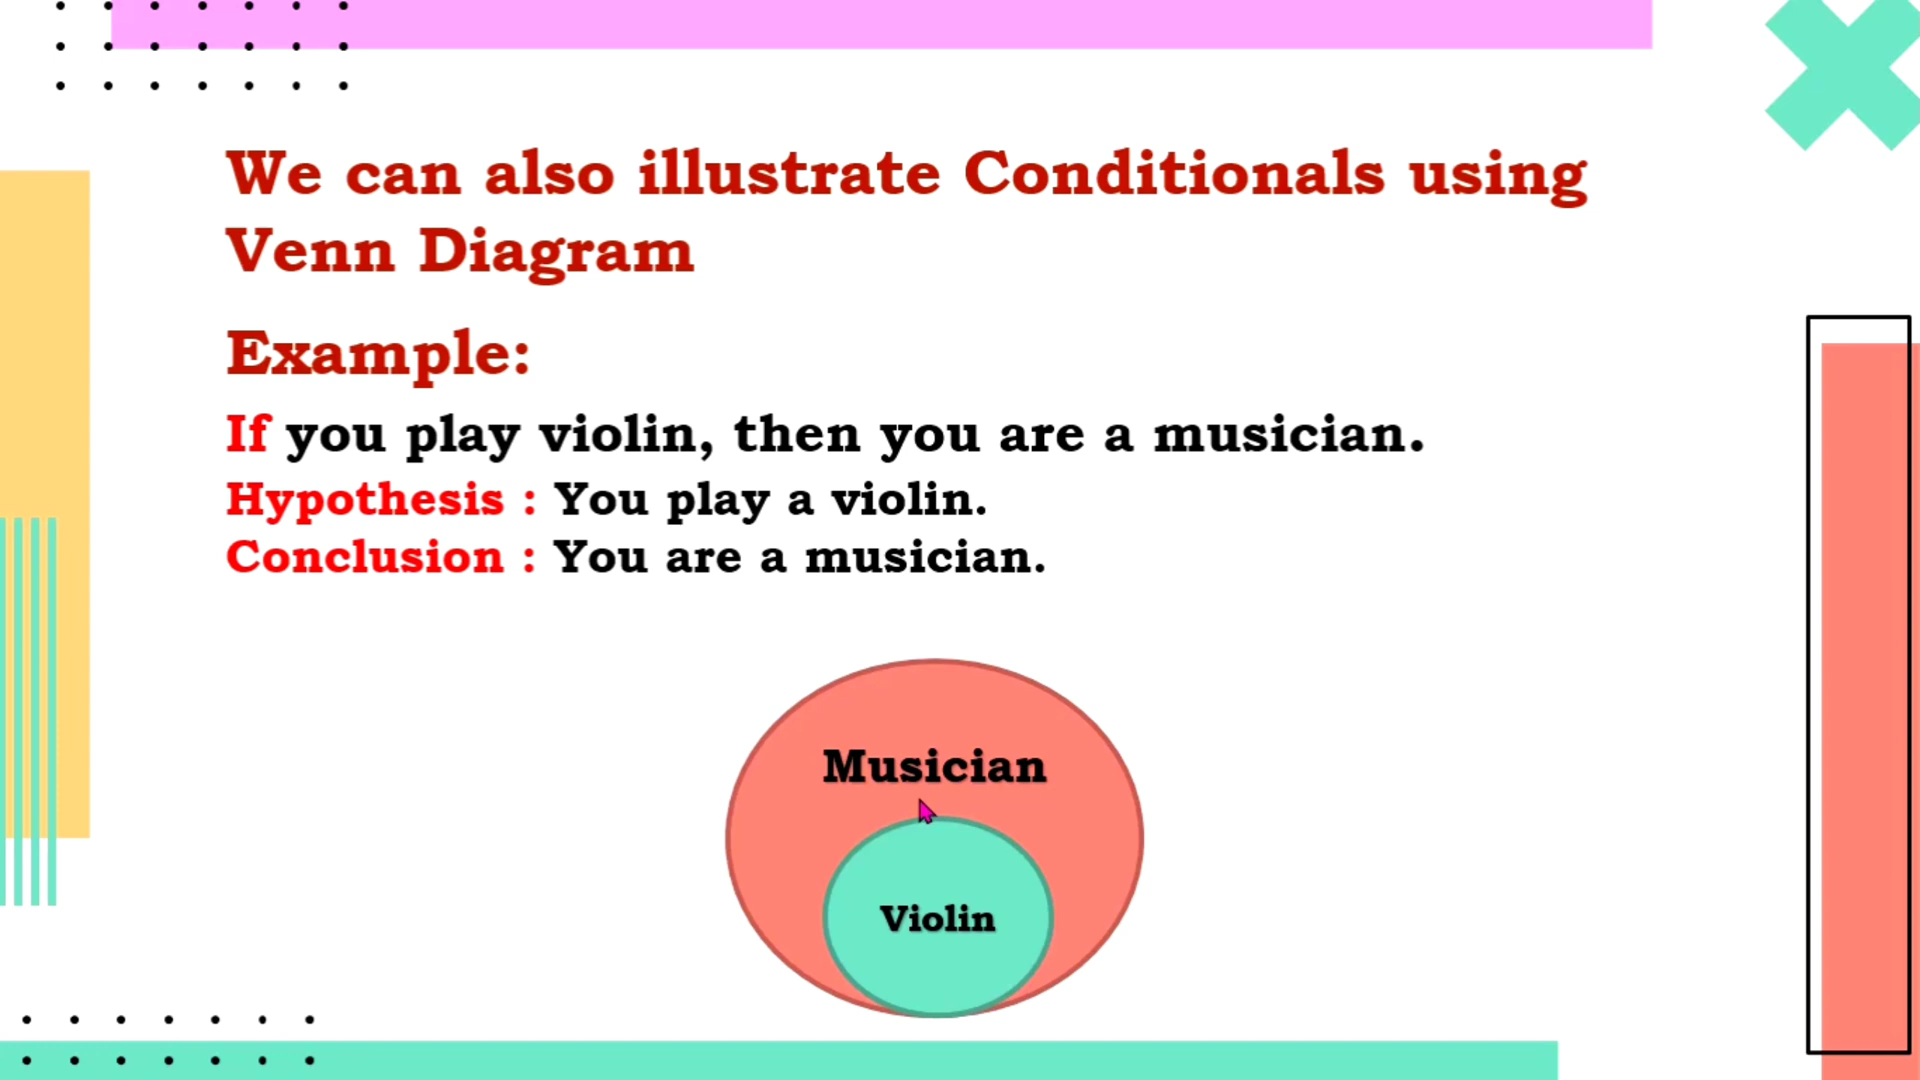 We can also illustrate Conditionals using
Venn Diagram
Example:
If you play violin, then you are a musician.
Hypothesis : You play a violin.
Conclusion : You are a musician.
Musician
Violin